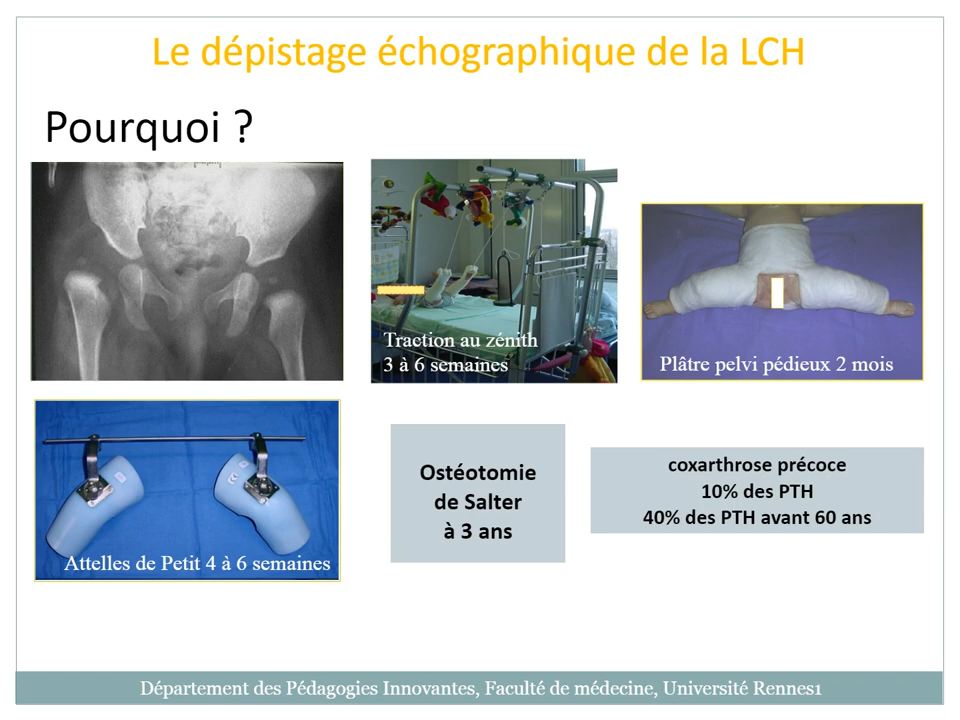 Le dépistage échographique de la LCH
Pourquoi ?
Traction au zénith
3 à 6 semaines
Plâtre pelvi pédieux 2 mois
Attelles de Petit 4 à 6 semaines
Ostéotomie
de Salter
à 3 ans
coxarthrose précoce
10% des PTH
40% des PTH avant 60 ans
Département des Pédagogies Innovantes, Faculté de médecine, Université Rennes1